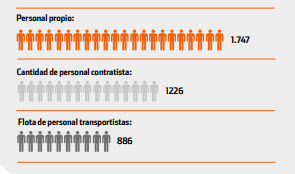 Personal propio:
1.747
Cantidad de personal contratista:
1226
Flota de personal transportistas:
886